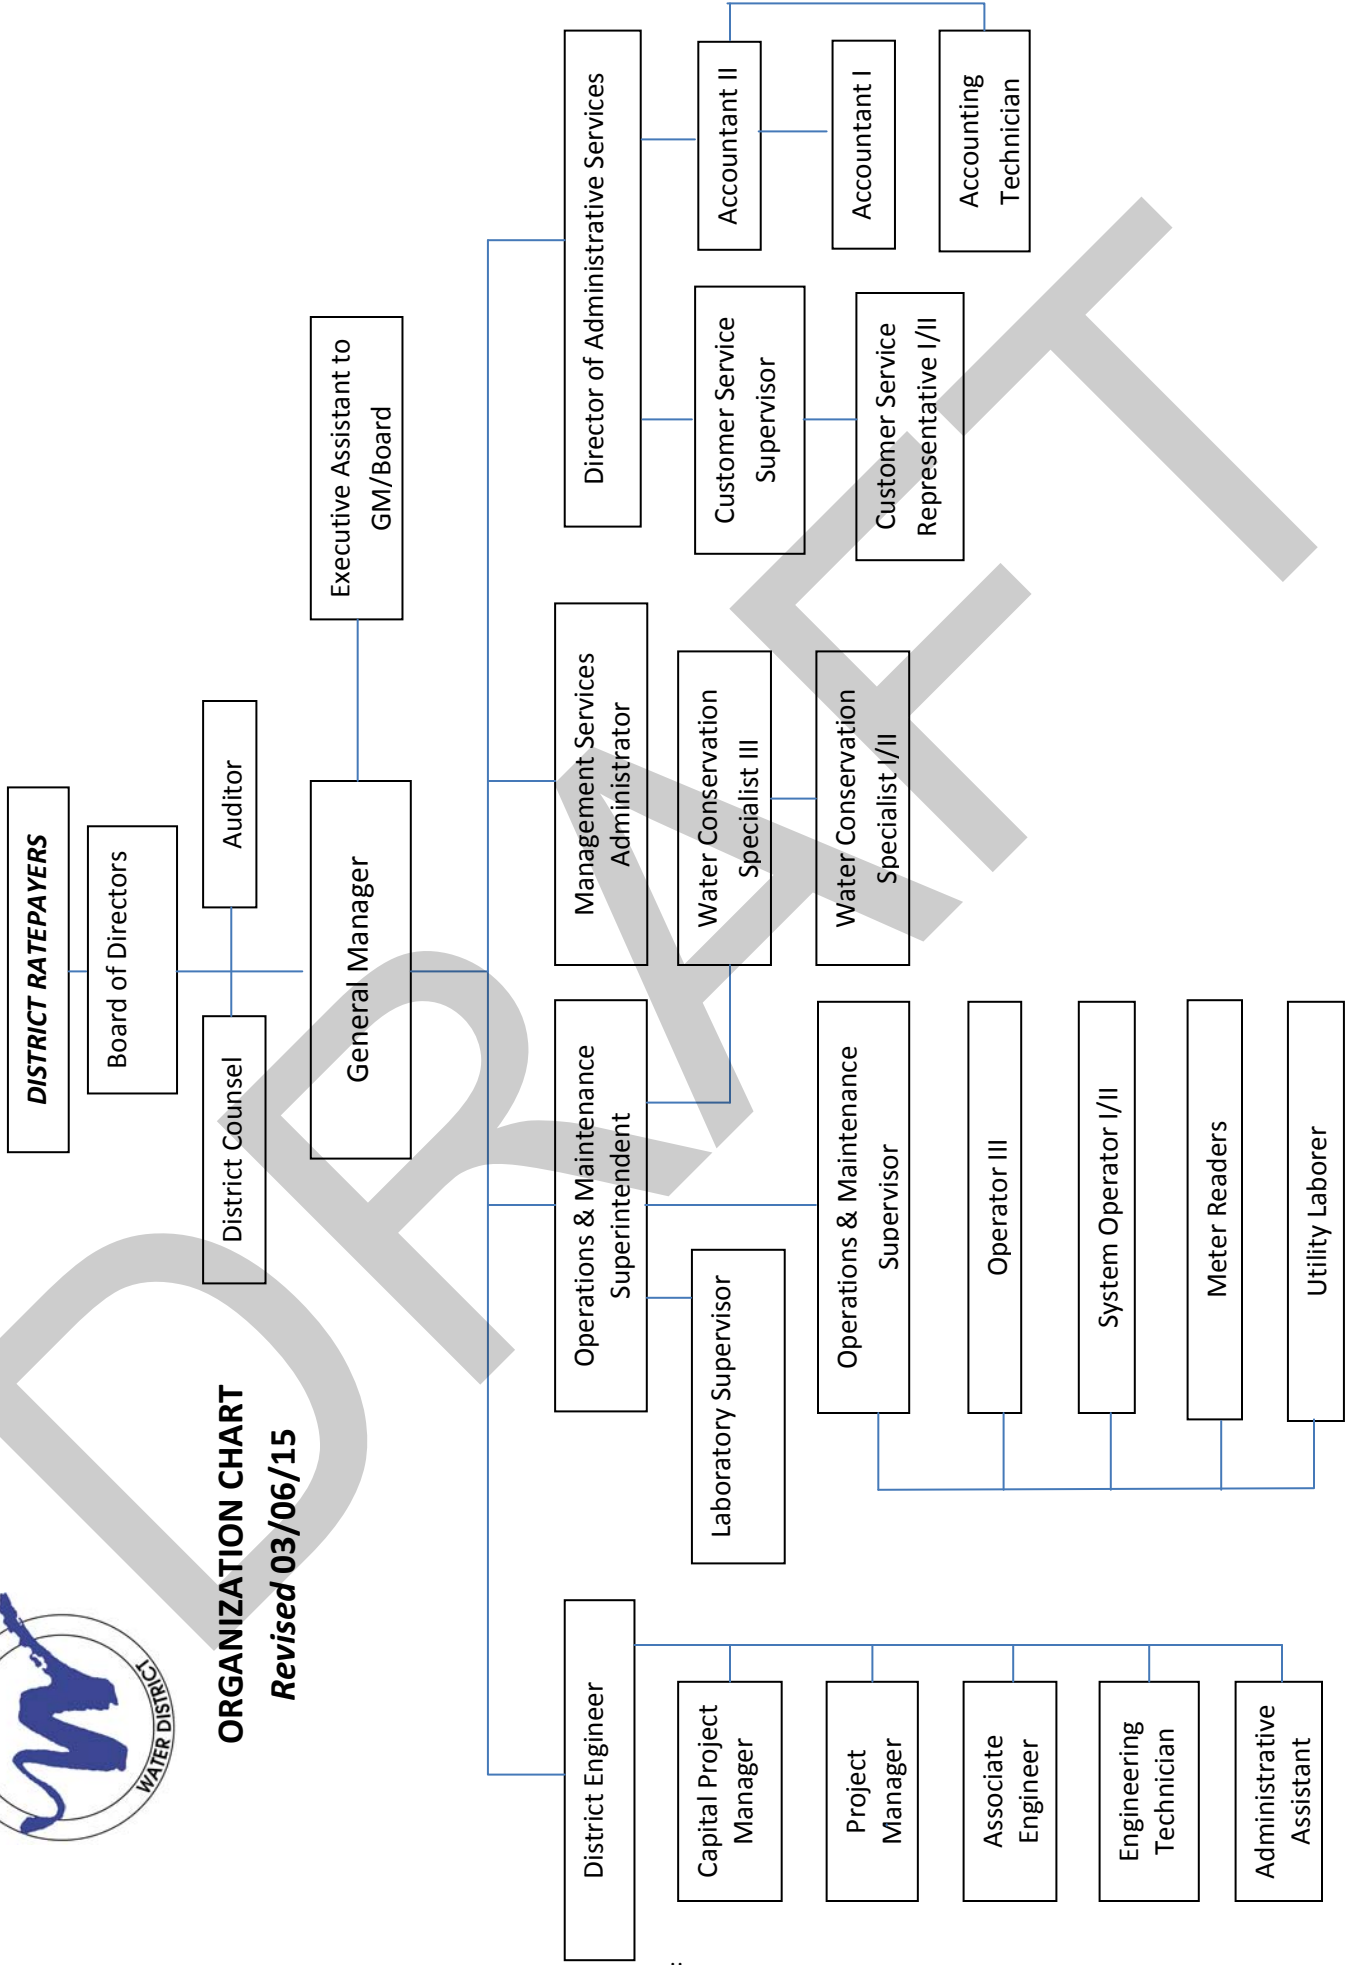 WATER DISTRICT
ORGANIZATION CHART
Revised 03/06/15
DISTRICT RATEPAYERS
Board of Directors
District Counsel
Auditor
General Manager
Executive Assistant to
GM/Board
District Engineer
Capital Project
Manager
Project
Manager
Associate
Engineer
Engineering
Technician
Administrative
Assistant
Operations & Maintenance
Superintendent
Laboratory Supervisor
Operations & Maintenance
Supervisor
Operator III
System Operator I/II
Meter Readers
Utility Laborer
Management Services
Administrator
Water Conservation
Specialist III
Water Conservation
Specialist I/II
Director of Administrative Services
Customer Service
Supervisor
Customer Service
Representative I/II
Accountant II
Accountant I
Accounting
Technician
DRAFT